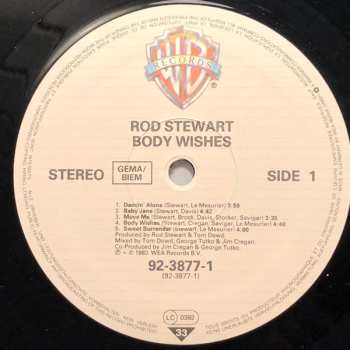 RECORDS
ROD STEWART
BODY WISHES
STEREO
GEMA/
BIEM
SIDE 1
1. Dancin' Alone (Stewart, Le Mesurier) 3:59
2. Baby Jane (Stewart, Davis) 4:42
3. Move Me (Stewart, Brock, Davis, Shocker, Savigar) 3:35
4. Body Wishes (Stewart, Cregan, Savigar, Le Mesurier) 4:40
5. Sweet Surrender (Stewart, Le Mesurier) 4:00
Produced by Rod Stewart & Tom Dowd.
Mixed by Tom Dowd, George Tutko & Jim Cregan.
Co-Produced by Jim Cregan & George Tutko.
℗ + © 1983, WEA Records B.V.
92-3877-1
(92-3877-1)
LC 0392
33